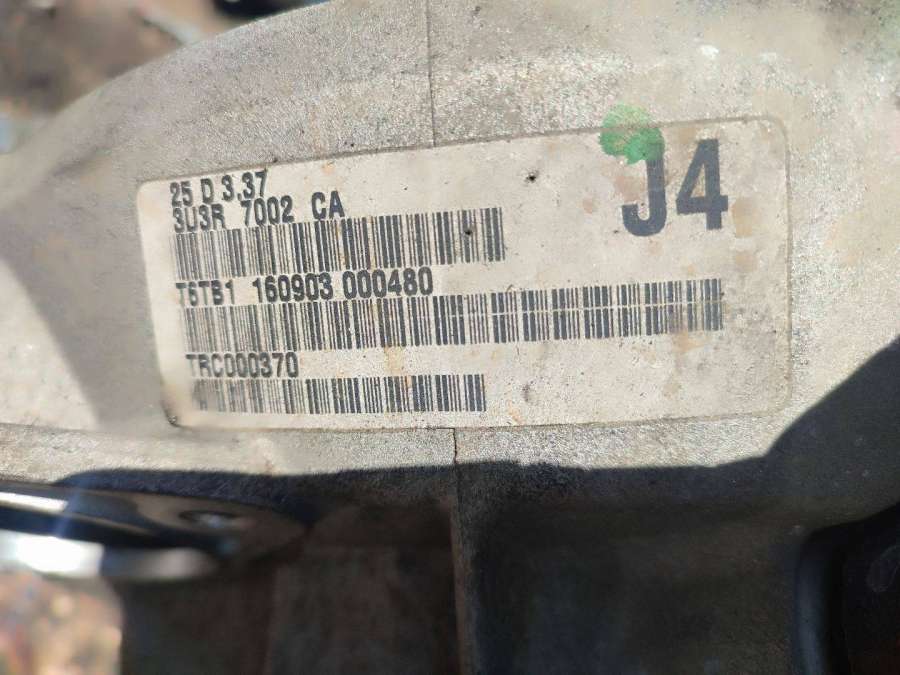 25 D 3.37
J4
3U3R 7002 CA
T6TB1 160903 000480
TRC000370